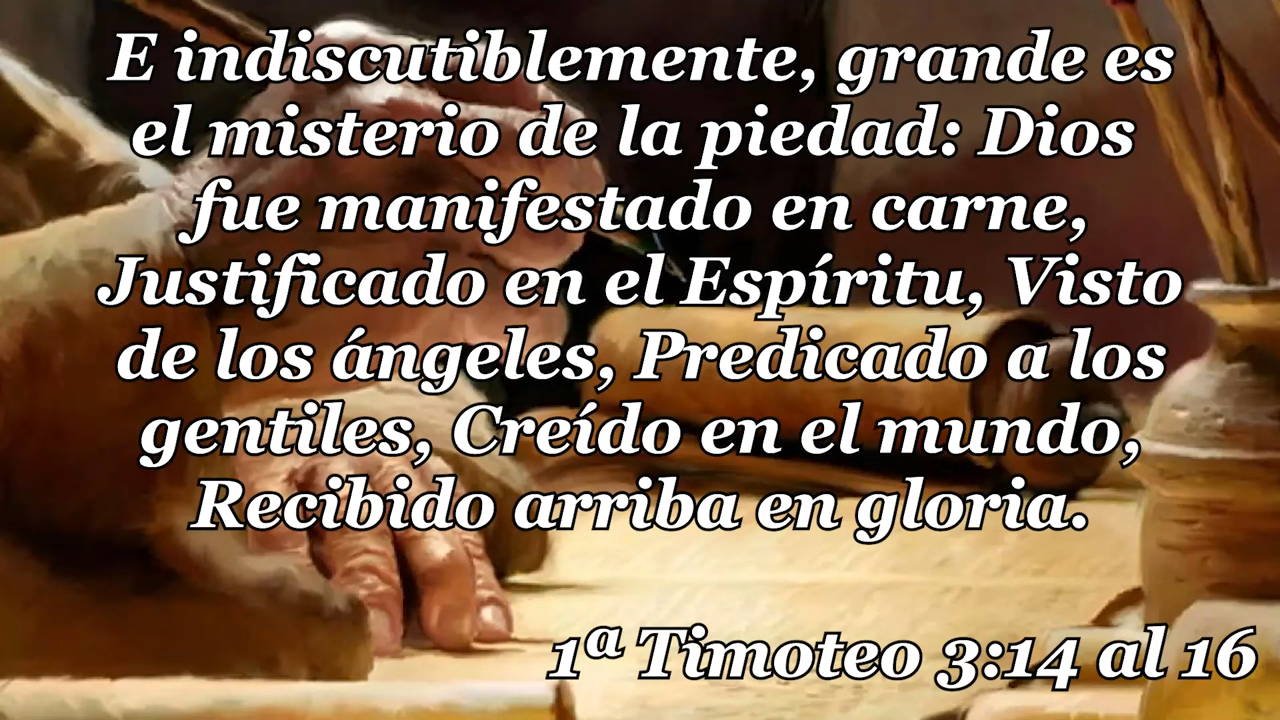 E indiscutiblemente, grande es
el misterio de la piedad: Dios
fue manifestado en carne,
Justificado en el Espíritu, Visto
de los ángeles, Predicado a los
gentiles, Creído en el mundo,
Recibido arriba en gloria.
1ª Timoteo 3:14 al 16